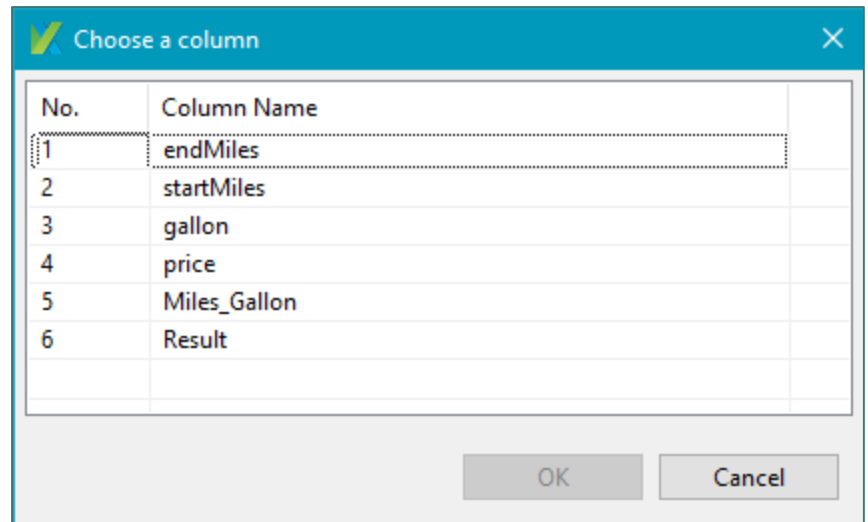 Choose a column
No. Column Name
1 endMiles
2 startMiles
3 gallon
4 price
5 Miles_Gallon
6 Result
OK Cancel